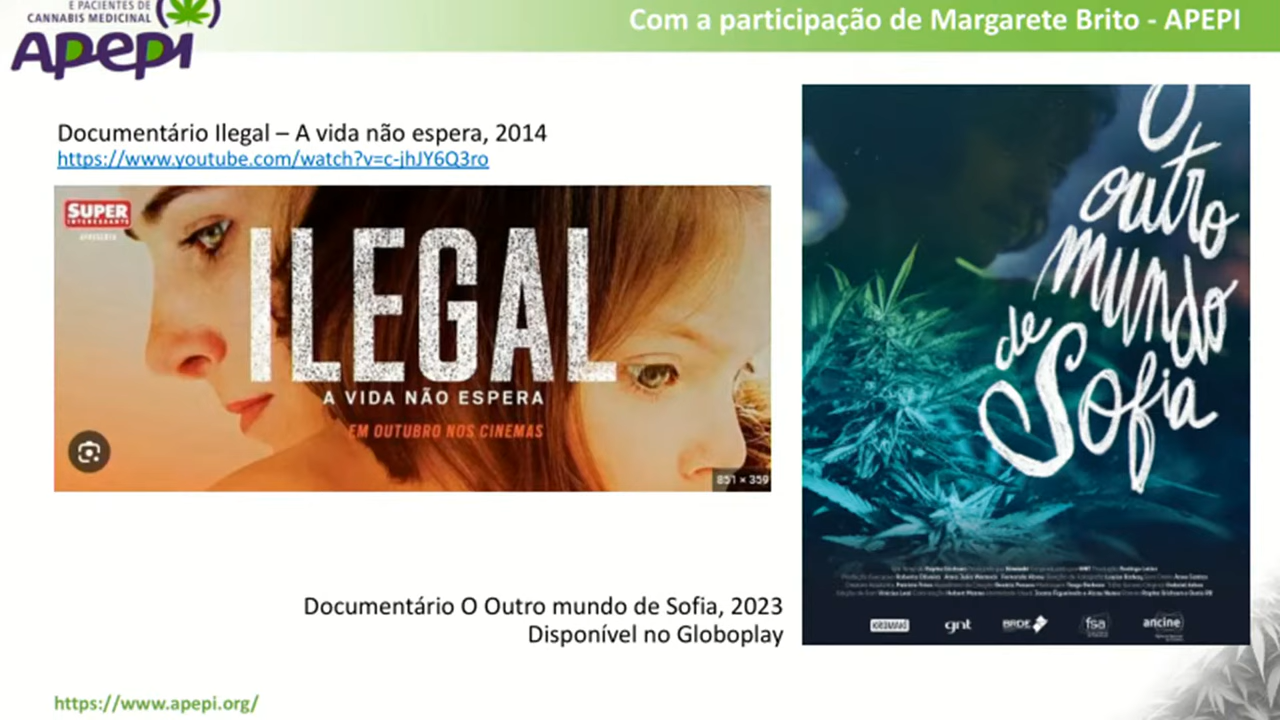 E PACIENTES DE
CANNABIS MEDICINAL
APEPI
Com a participação de Margarete Brito - APEPI
Documentário Ilegal – A vida não espera, 2014
https://www.youtube.com/watch?v=c-jhJY6Q3ro
SUPER
INTERESSANTE
APRESENTA
ILEGAL
A VIDA NÃO ESPERA
EM OUTUBRO NOS CINEMAS
851 × 359
O
outro
mundo
de
Sofia
gnt
BRDE
fsa
ancine
Documentário O Outro mundo de Sofia, 2023
Disponível no Globoplay
https://www.apepi.org/